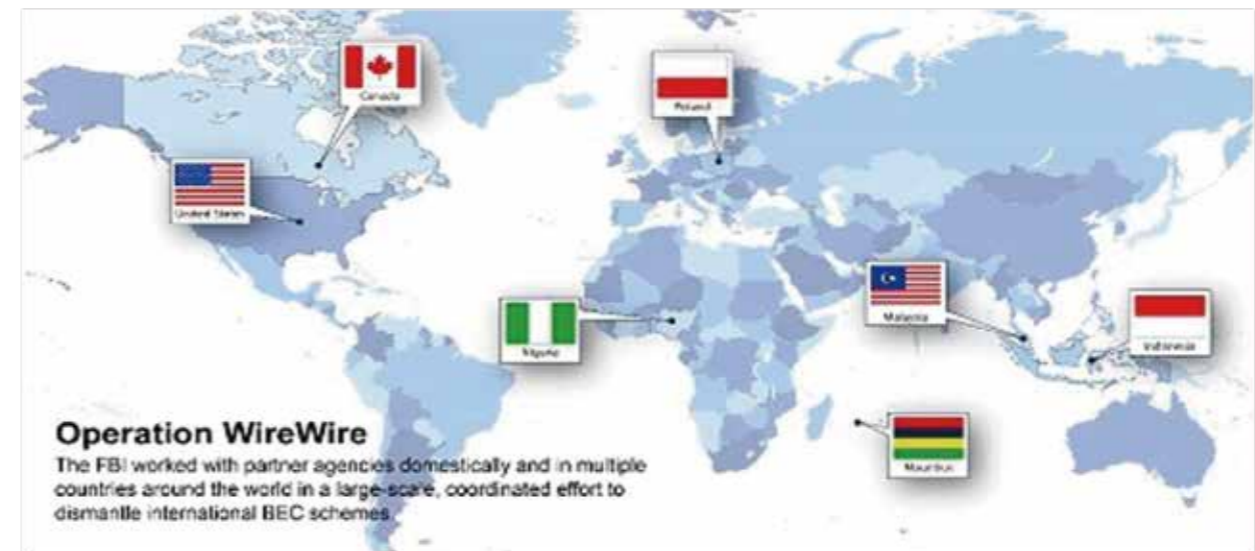 Canada
Poland
United States
Malaysia
Nigeria
Indonesia
Mauritius
Operation WireWire
The FBI worked with partner agencies domestically and in multiple
countries around the world in a large-scale, coordinated effort to
dismantle international BEC schemes.